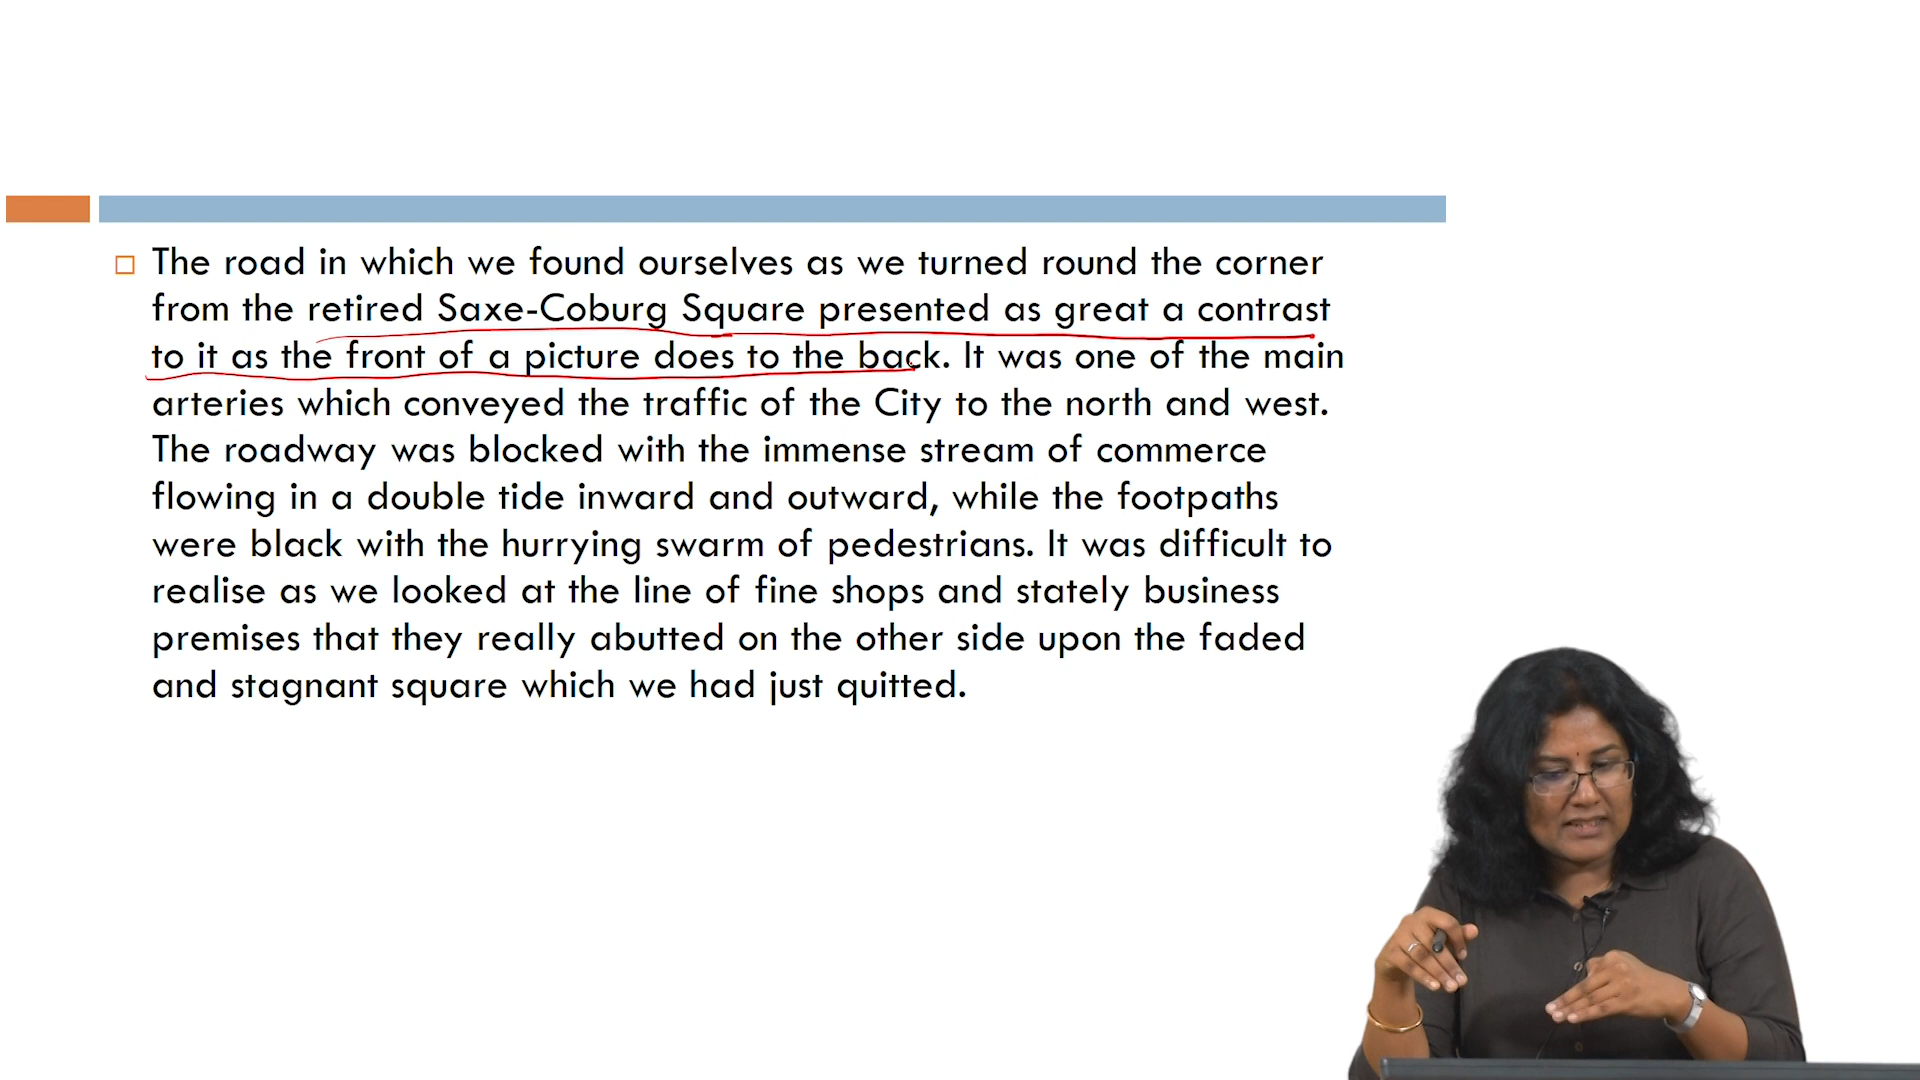 The road in which we found ourselves as we turned round the corner
from the retired Saxe-Coburg Square presented as great a contrast
to it as the front of a picture does to the back. It was one of the main
arteries which conveyed the traffic of the City to the north and west.
The roadway was blocked with the immense stream of commerce
flowing in a double tide inward and outward, while the footpaths
were black with the hurrying swarm of pedestrians. It was difficult to
realise as we looked at the line of fine shops and stately business
premises that they really abutted on the other side upon the faded
and stagnant square which we had just quitted.